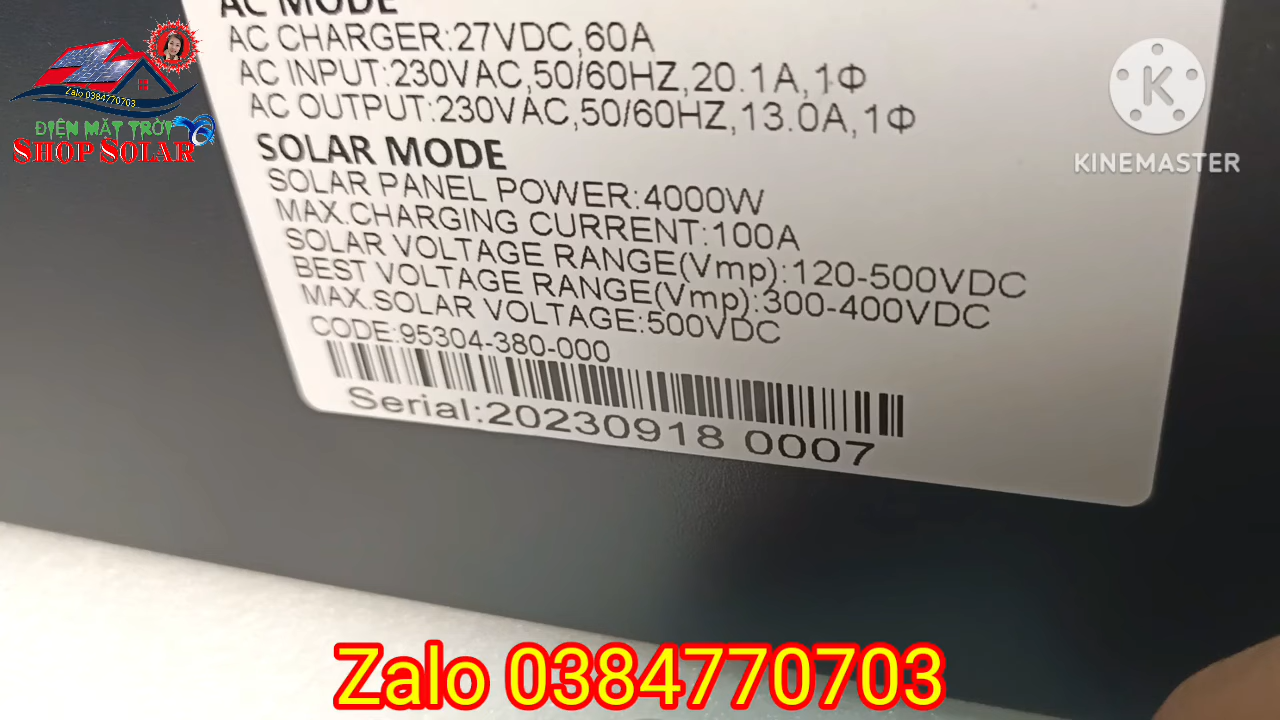 AC MODE
AC CHARGER:27VDC,60A
AC INPUT:230VAC,50/60HZ,20.1A,1Φ
AC OUTPUT:230VAC,50/60HZ,13.0A,1Φ
SOLAR MODE
SOLAR PANEL POWER:4000W
MAX.CHARGING CURRENT:100A
SOLAR VOLTAGE RANGE(Vmp):120-500VDC
BEST VOLTAGE RANGE(Vmp):300-400VDC
MAX.SOLAR VOLTAGE:500VDC
CODE:95304-380-000
Serial:20230918 0007
Zalo 0384770703
ĐIỆN MẶT TRỜI
SHOP SOLAR
K
KINEMASTER
Zalo 0384770703